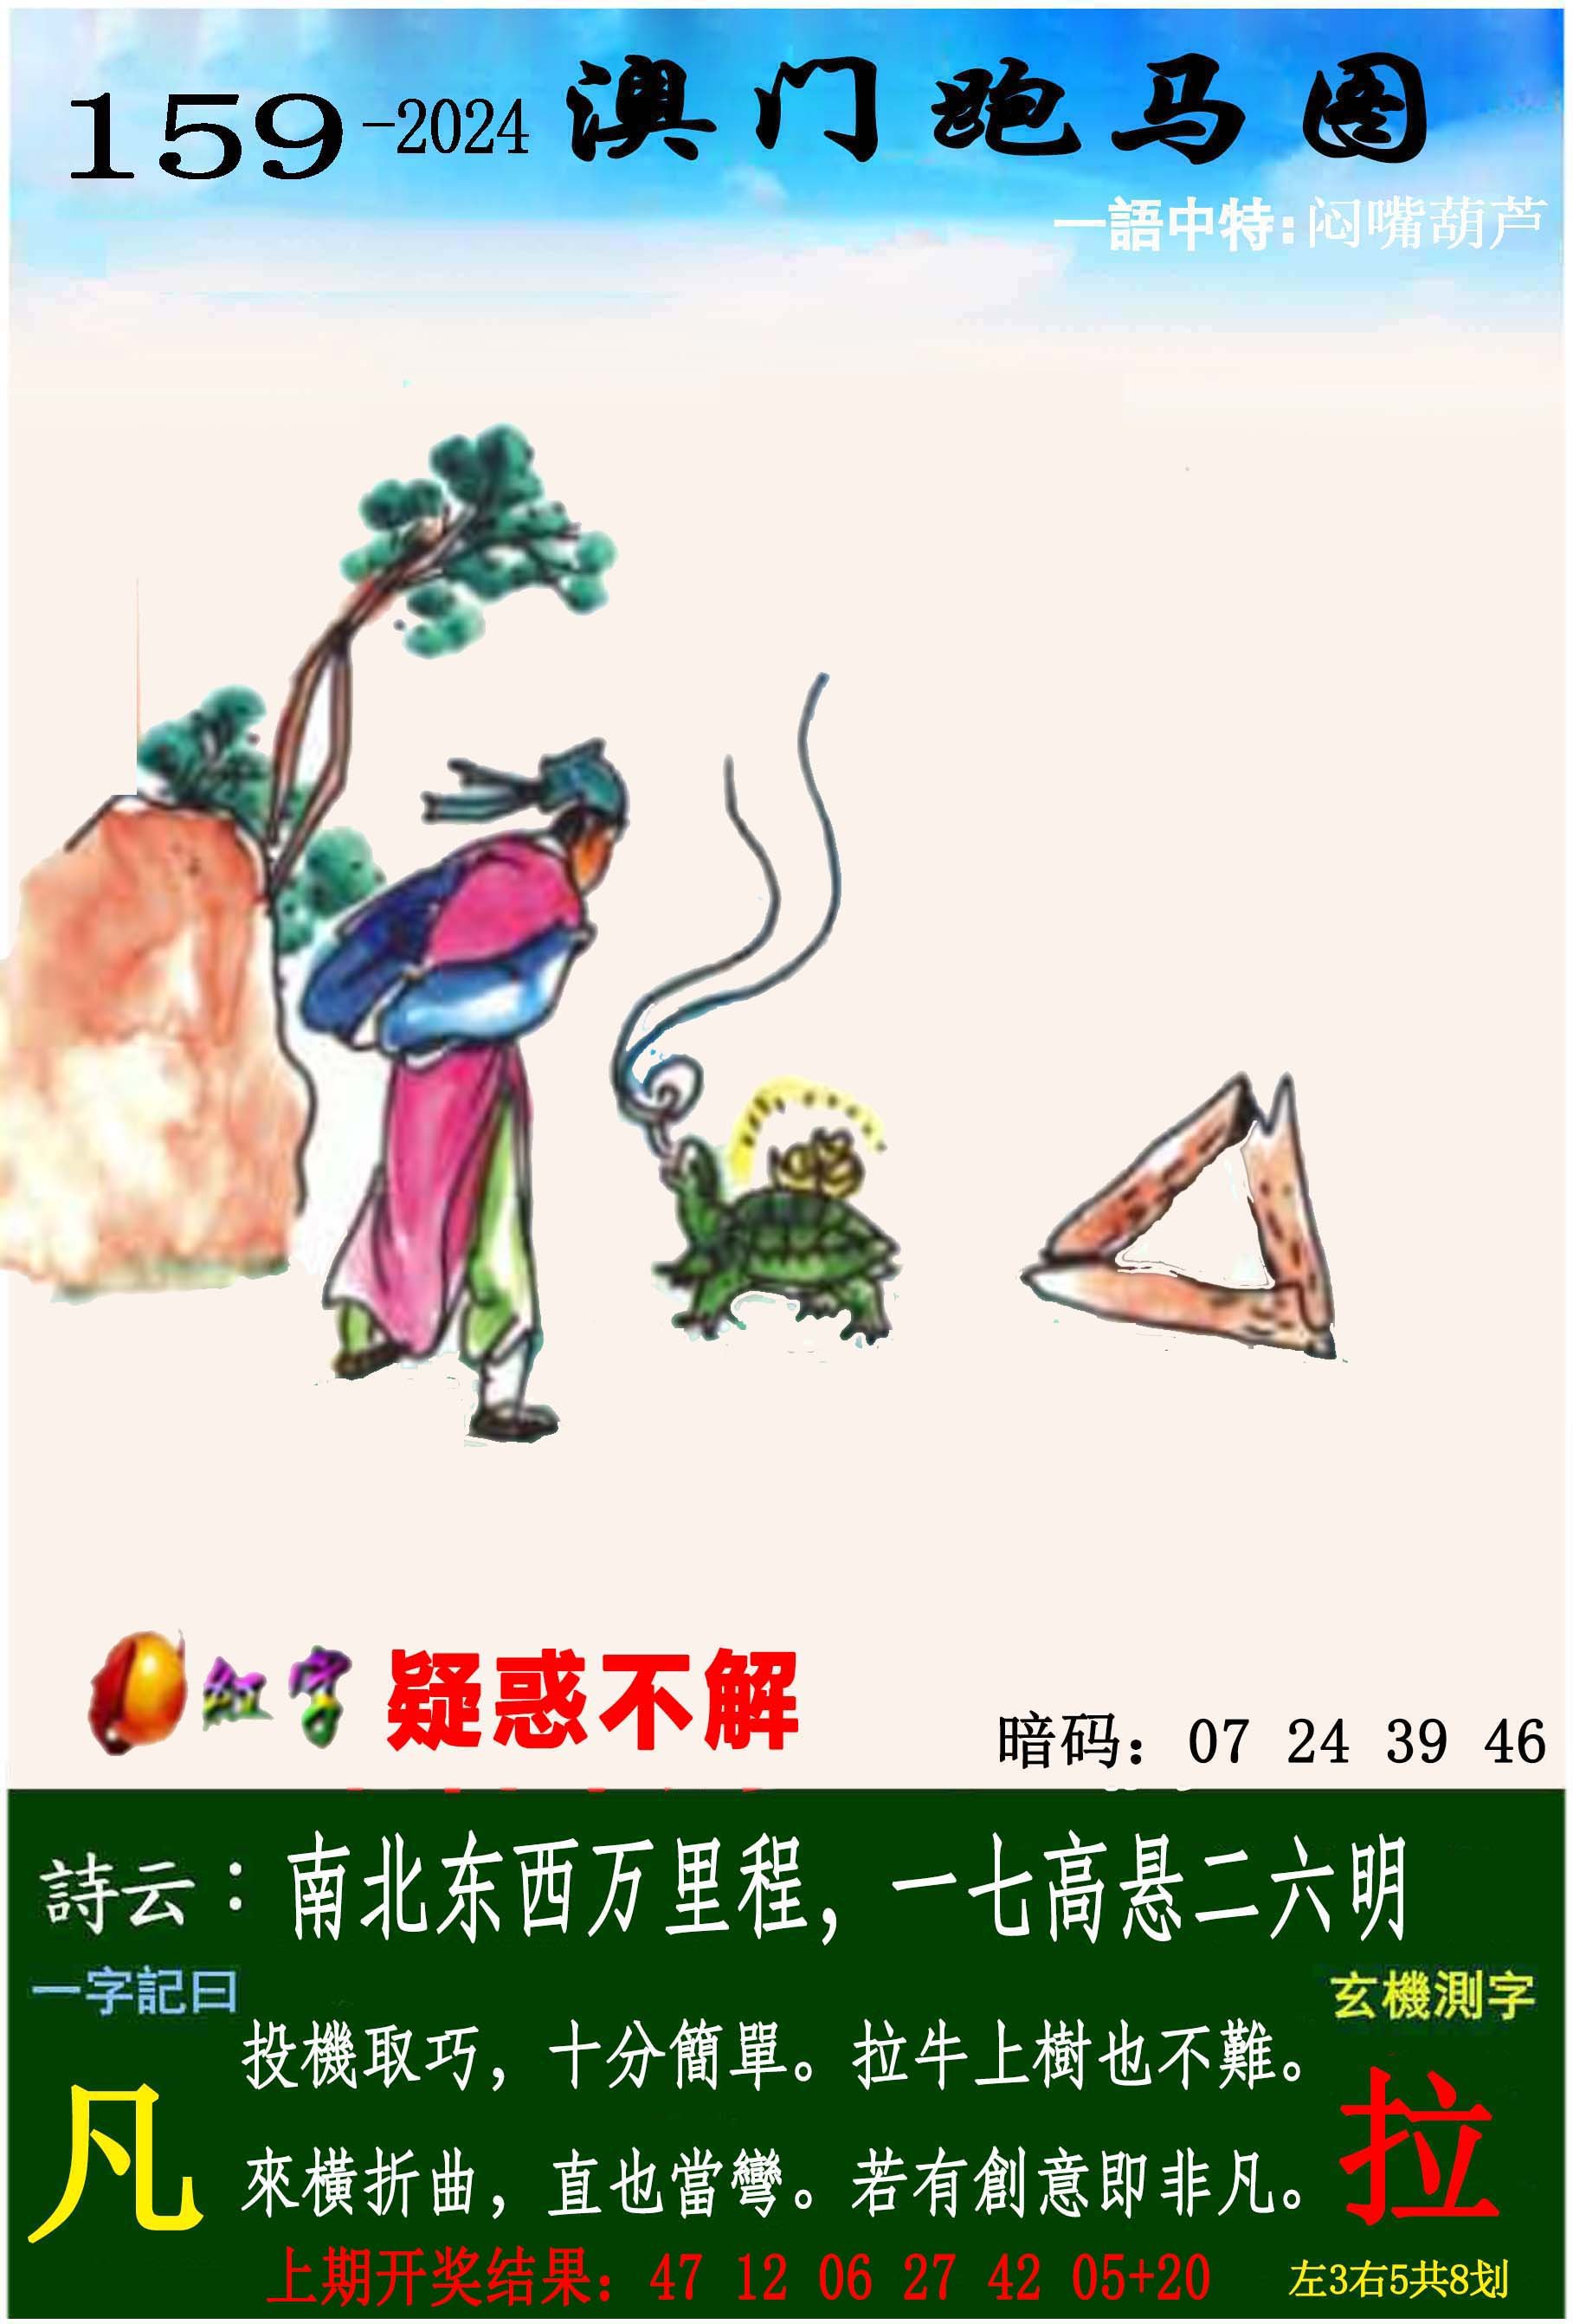 159-2024 澳门跑马图
一語中特:闷嘴葫芦
红字 疑惑不解
暗码：07 24 39 46
詩云：南北东西万里程，一七高悬二六明
一字記曰
玄機測字
投機取巧，十分簡單。拉牛上樹也不難。
凡
拉
來橫折曲，直也當彎。若有創意即非凡。
上期开奖结果：47 12 06 27 42 05+20
左3右5共8划